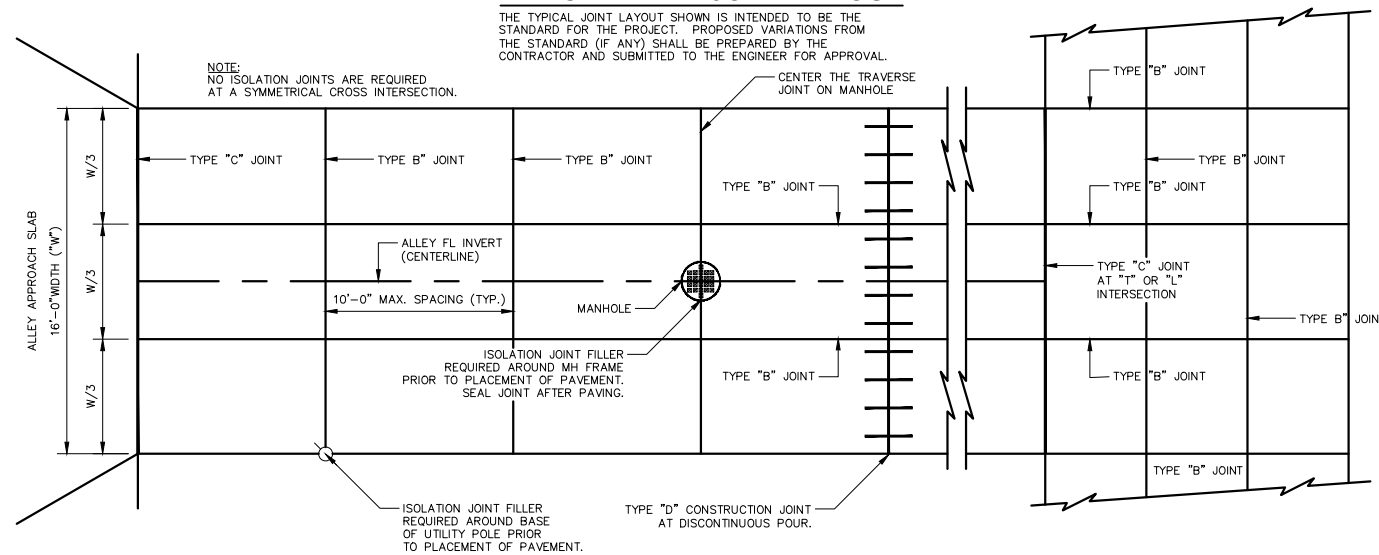 THE TYPICAL JOINT LAYOUT SHOWN IS INTENDED TO BE THE
STANDARD FOR THE PROJECT. PROPOSED VARIATIONS FROM
THE STANDARD (IF ANY) SHALL BE PREPARED BY THE
CONTRACTOR AND SUBMITTED TO THE ENGINEER FOR APPROVAL.
NOTE:
NO ISOLATION JOINTS ARE REQUIRED
AT A SYMMETRICAL CROSS INTERSECTION.
CENTER THE TRAVERSE
JOINT ON MANHOLE
TYPE "B" JOINT
TYPE "C" JOINT
TYPE B" JOINT
TYPE B" JOINT
TYPE B" JOINT
TYPE "B" JOINT
TYPE "B" JOINT
W/3
W/3
W/3
ALLEY APPROACH SLAB
16'-0"WIDTH ("W")
ALLEY FL INVERT
(CENTERLINE)
10'-0" MAX. SPACING (TYP.)
MANHOLE
TYPE "C" JOINT
AT "T" OR "L"
INTERSECTION
TYPE B" JOIN
ISOLATION JOINT FILLER
REQUIRED AROUND MH FRAME
PRIOR TO PLACEMENT OF PAVEMENT.
SEAL JOINT AFTER PAVING.
TYPE "B" JOINT
TYPE "B" JOINT
TYPE "B" JOINT
ISOLATION JOINT FILLER
REQUIRED AROUND BASE
OF UTILITY POLE PRIOR
TO PLACEMENT OF PAVEMENT.
TYPE "D" CONSTRUCTION JOINT
AT DISCONTINUOUS POUR.